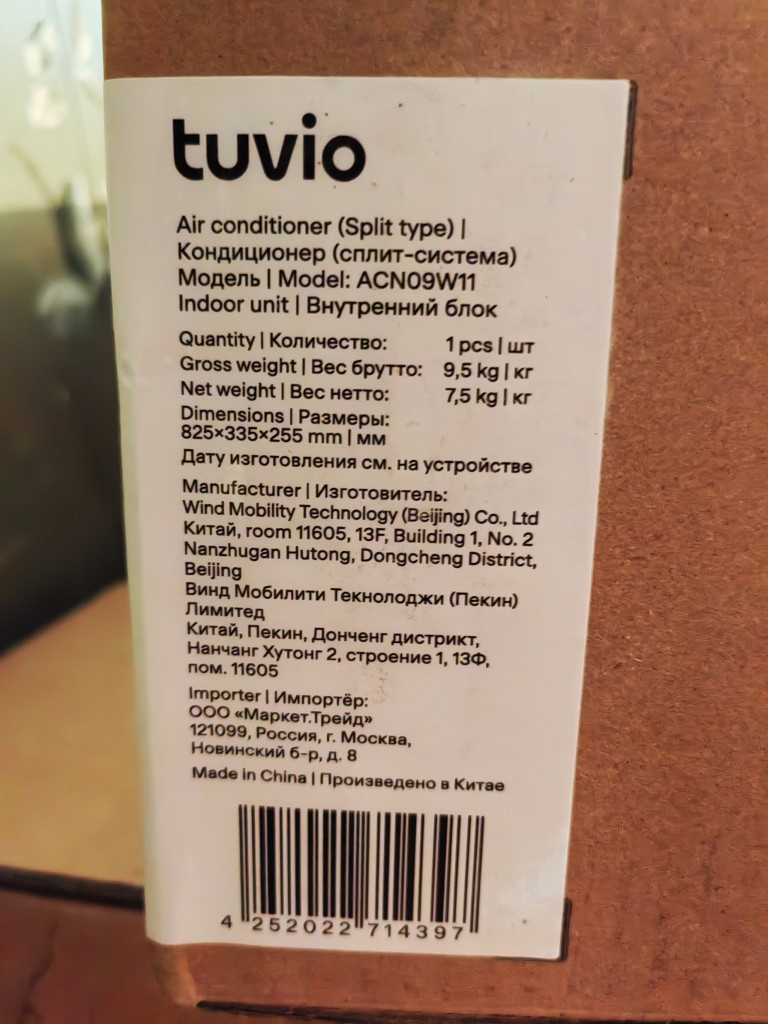 tuvio
Air conditioner (Split type) |
Кондиционер (сплит-система)
Модель | Model: ACN09W11
Indoor unit | Внутренний блок
Quantity | Количество: 1 pcs | шт
Gross weight | Вес брутто: 9,5 kg | кг
Net weight | Вес нетто: 7,5 kg | кг
Dimensions | Размеры:
825×335×255 mm | мм
Дату изготовления см. на устройстве
Manufacturer | Изготовитель:
Wind Mobility Technology (Beijing) Co., Ltd
Китай, room 11605, 13F, Building 1, No. 2
Nanzhugan Hutong, Dongcheng District,
Beijing
Винд Мобилити Текнолоджи (Пекин)
Лимитед
Китай, Пекин, Донченг дистрикт,
Нанчанг Хутонг 2, строение 1, 13Ф,
пом. 11605
Importer | Импортёр:
ООО «Маркет.Трейд»
121099, Россия, г. Москва,
Новинский б-р, д. 8
Made in China | Произведено в Китае
4 252022 714397